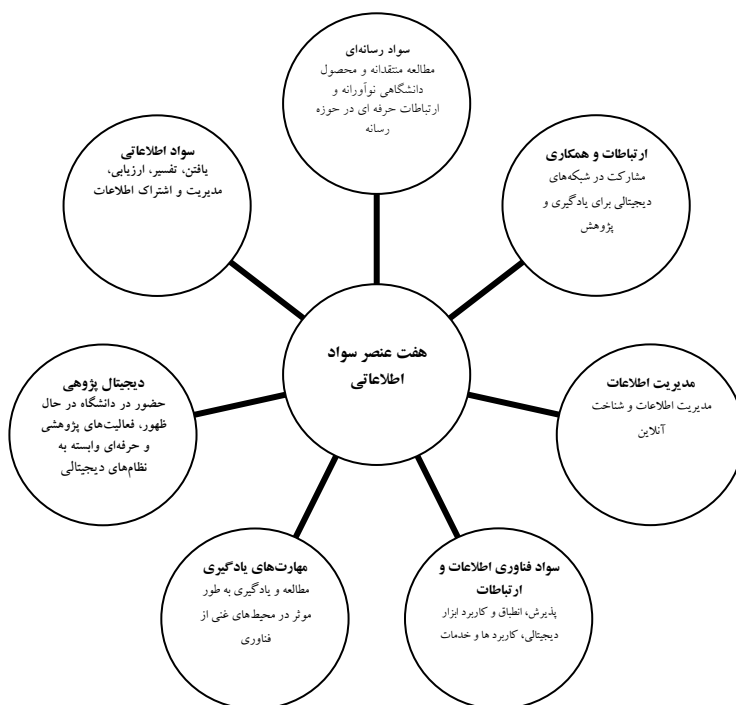 سواد رسانه‌ای
مطالعه منتقدانه و محصول
دانشگاهی نوآورانه و
ارتباطات حرفه ای در حوزه
رسانه
ارتباطات و همکاری
مشارکت در شبکه‌های
دیجیتالی برای یادگیری و
پژوهش
سواد اطلاعاتی
یافتن، تفسیر، ارزیابی،
مدیریت و اشتراک اطلاعات
هفت عنصر سواد
اطلاعاتی
مدیریت اطلاعات
مدیریت اطلاعات و شناخت
آنلاین
دیجیتال پژوهی
حضور در دانشگاه در حال
ظهور، فعالیت‌های پژوهشی
و حرفه‌ای وابسته به
نظام‌های دیجیتالی
سواد فناوری اطلاعات و
ارتباطات
پذیرش، انطباق و کاربرد ابزار
دیجیتالی، کاربرد ها و خدمات
مهارت‌های یادگیری
مطالعه و یادگیری به طور
موثر در محیط‌های غنی از
فناوری